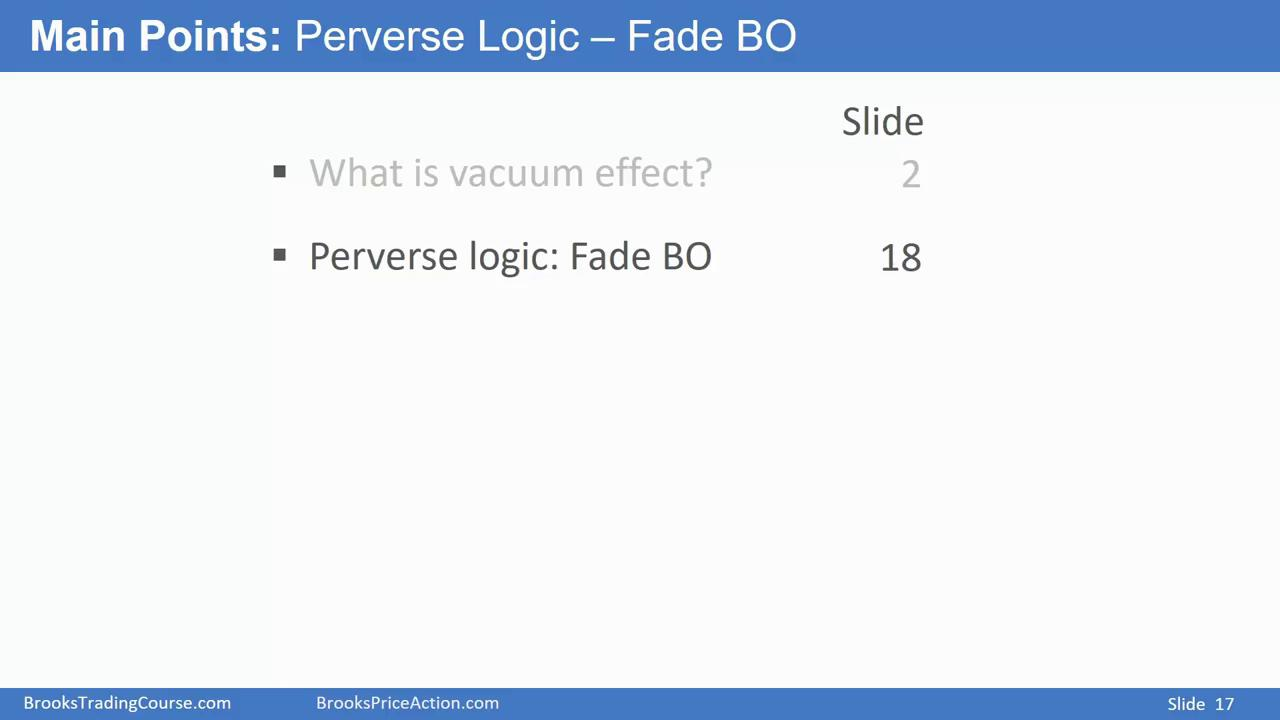 Main Points: Perverse Logic – Fade BO
Slide
▪ What is vacuum effect? 2
▪ Perverse logic: Fade BO 18
BrooksTradingCourse.com BrooksPriceAction.com Slide 17